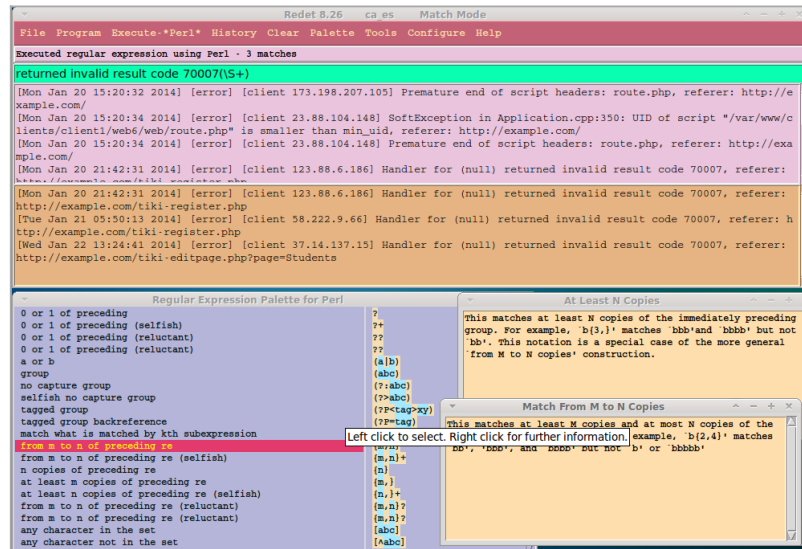 Redet 8.26 ca_es Match Mode
File Program Execute-*Perl* History Clear Palette Tools Configure Help
Executed regular expression using Perl - 3 matches
returned invalid result code 70007(\S+)
[Mon Jan 20 15:20:32 2014] [error] [client 173.198.207.105] Premature end of script headers: route.php, referer: http://e
xample.com/
[Mon Jan 20 15:20:34 2014] [error] [client 23.88.104.148] SoftException in Application.cpp:350: UID of script "/var/www/c
lients/client1/web6/web/route.php" is smaller than min_uid, referer: http://example.com/
[Mon Jan 20 15:20:34 2014] [error] [client 23.88.104.148] Premature end of script headers: route.php, referer: http://exa
mple.com/
[Mon Jan 20 21:42:31 2014] [error] [client 123.88.6.186] Handler for (null) returned invalid result code 70007, referer:
http://example.com/tiki-register.php
[Mon Jan 20 21:42:31 2014] [error] [client 123.88.6.186] Handler for (null) returned invalid result code 70007, referer:
http://example.com/tiki-register.php
[Tue Jan 21 05:50:13 2014] [error] [client 58.222.9.66] Handler for (null) returned invalid result code 70007, referer: h
ttp://example.com/tiki-register.php
[Wed Jan 22 13:24:41 2014] [error] [client 37.14.137.15] Handler for (null) returned invalid result code 70007, referer:
http://example.com/tiki-editpage.php?page=Students
Regular Expression Palette for Perl
0 or 1 of preceding ?
0 or 1 of preceding (selfish) ?+
0 or 1 of preceding (reluctant) ??
0 or 1 of preceding (reluctant) ??
a or b (a|b)
group (abc)
no capture group (?:abc)
selfish no capture group (?>abc)
tagged group (?P<tag>xy)
tagged group backreference (?P=tag)
match what is matched by kth subexpression
from m to n of preceding re {m,n}
from m to n of preceding re (selfish) {m,n}+
n copies of preceding re {n}
at least m copies of preceding re {m,}
at least n copies of preceding re (selfish) {n,}+
from m to n of preceding re (reluctant) {m,n}?
from m to n of preceding re (reluctant) {m,n}?
any character in the set [abc]
any character not in the set [^abc]
At Least N Copies
This matches at least N copies of the immediately preceding
group. For example, `b{3,}' matches `bbb'and `bbbb' but not
`bb'. This notation is a special case of the more general
`from M to N copies' construction.
Match From M to N Copies
This matches at least M copies and at most N copies of the
example, `b{2,4}' matches
`bb', `bbb', and `bbbb' but not `b' or `bbbbb'
Left click to select. Right click for further information.